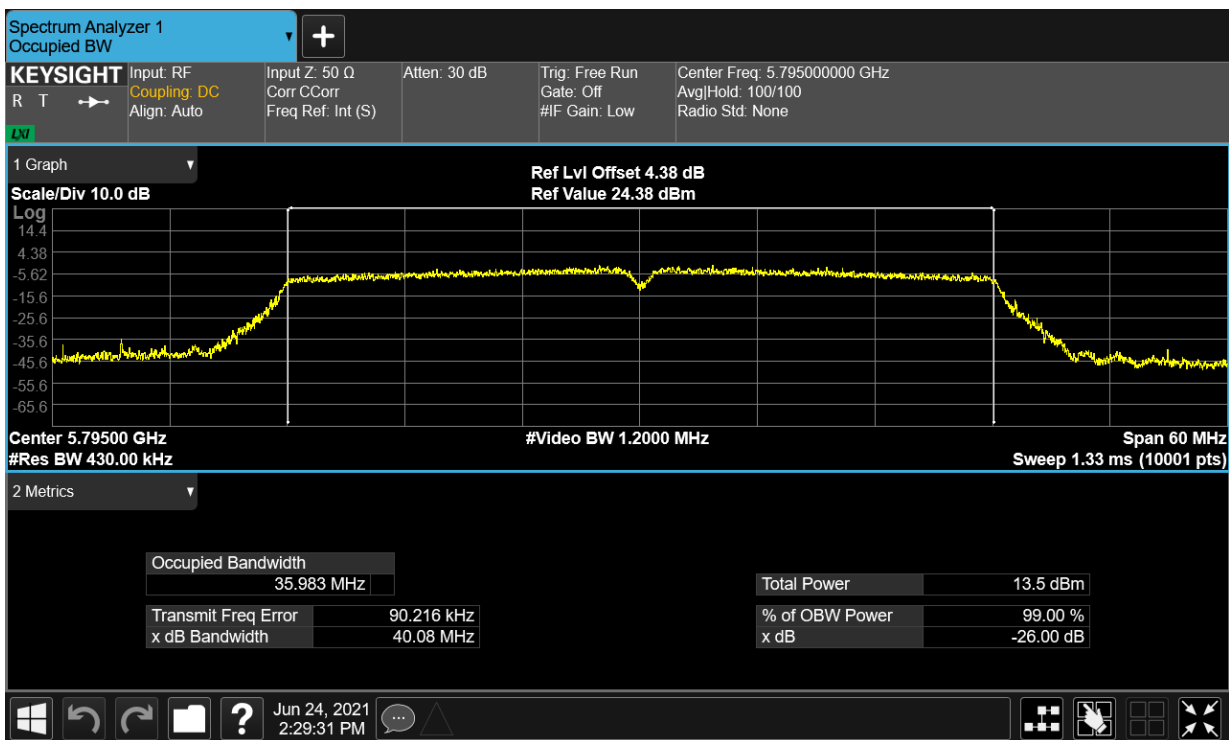 Spectrum Analyzer 1
Occupied BW
KEYSIGHT
R T
LXI
Input: RF
Coupling: DC
Align: Auto
Input Z: 50 Ω
Corr CCorr
Freq Ref: Int (S)
Atten: 30 dB
Trig: Free Run
Gate: Off
#IF Gain: Low
Center Freq: 5.795000000 GHz
Avg|Hold: 100/100
Radio Std: None
1 Graph
Scale/Div 10.0 dB
Ref Lvl Offset 4.38 dB
Ref Value 24.38 dBm
Log
14.4
4.38
-5.62
-15.6
-25.6
-35.6
-45.6
-55.6
-65.6
Center 5.79500 GHz
#Video BW 1.2000 MHz
Span 60 MHz
#Res BW 430.00 kHz
Sweep 1.33 ms (10001 pts)
2 Metrics
Occupied Bandwidth
35.983 MHz
Total Power 13.5 dBm
Transmit Freq Error 90.216 kHz
% of OBW Power 99.00 %
x dB Bandwidth 40.08 MHz
x dB -26.00 dB
?
Jun 24, 2021
2:29:31 PM